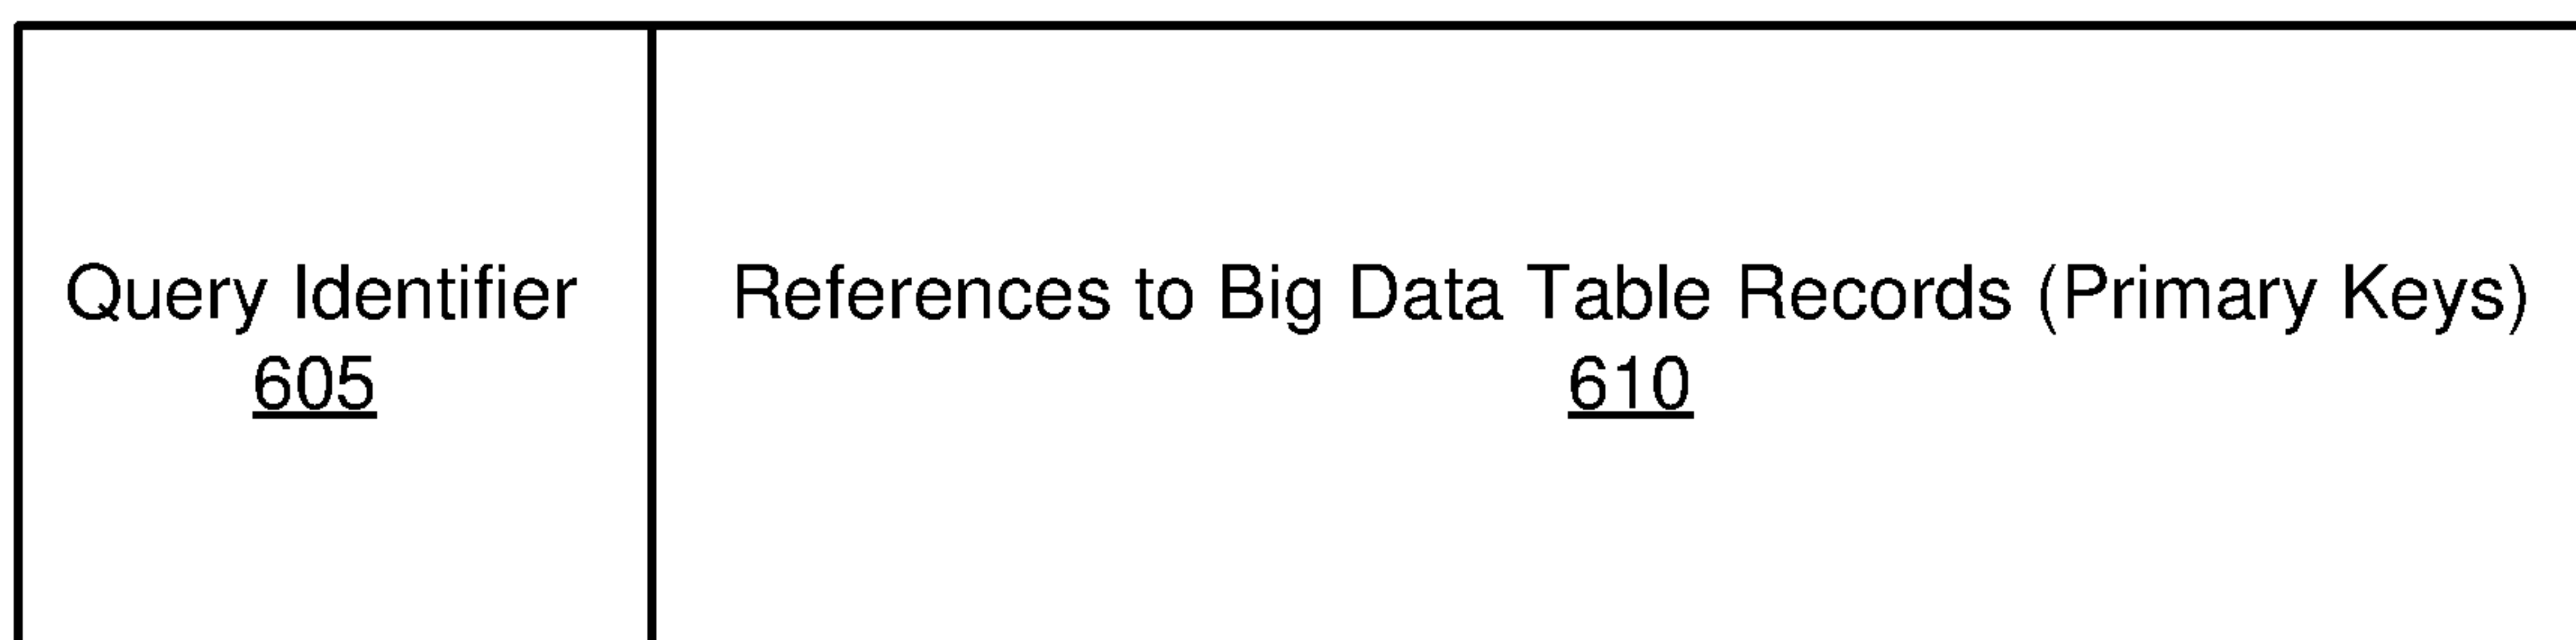 Query Identifier
605
References to Big Data Table Records (Primary Keys)
610